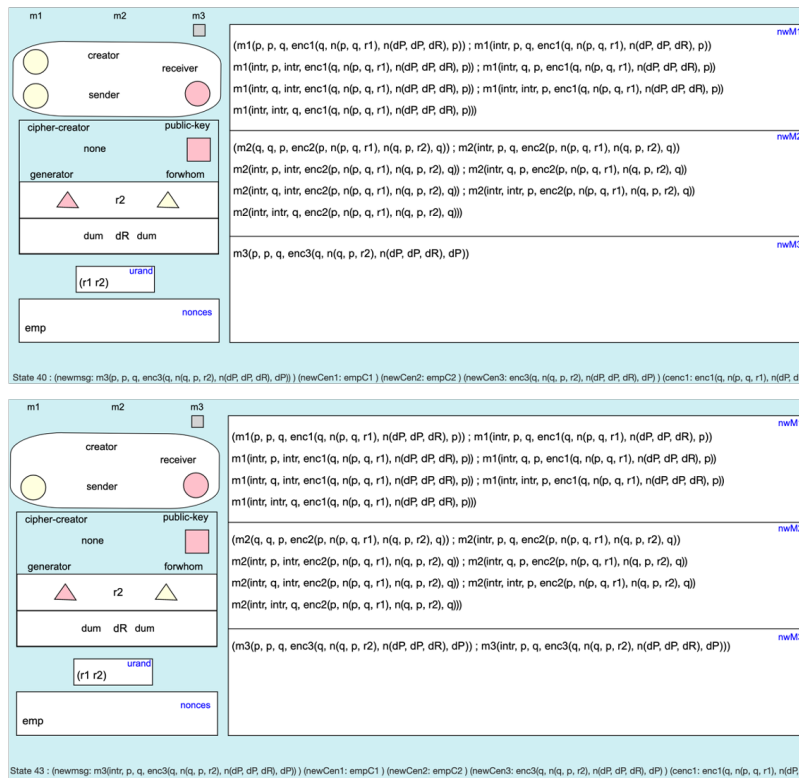 m1 m2 m3
nwM1
creator
receiver
sender
(m1(p, p, q, enc1(q, n(p, q, r1), n(dP, dP, dR), p)) ; m1(intr, p, q, enc1(q, n(p, q, r1), n(dP, dP, dR), p))
m1(intr, p, intr, enc1(q, n(p, q, r1), n(dP, dP, dR), p)) ; m1(intr, q, p, enc1(q, n(p, q, r1), n(dP, dP, dR), p))
m1(intr, q, intr, enc1(q, n(p, q, r1), n(dP, dP, dR), p)) ; m1(intr, intr, p, enc1(q, n(p, q, r1), n(dP, dP, dR), p))
m1(intr, intr, q, enc1(q, n(p, q, r1), n(dP, dP, dR), p)))
cipher-creator public-key
none
generator forwhom
r2
dum dR dum
nwM2
(m2(q, q, p, enc2(p, n(p, q, r1), n(q, p, r2), q)) ; m2(intr, p, q, enc2(p, n(p, q, r1), n(q, p, r2), q))
m2(intr, p, intr, enc2(p, n(p, q, r1), n(q, p, r2), q)) ; m2(intr, q, p, enc2(p, n(p, q, r1), n(q, p, r2), q))
m2(intr, q, intr, enc2(p, n(p, q, r1), n(q, p, r2), q)) ; m2(intr, intr, p, enc2(p, n(p, q, r1), n(q, p, r2), q))
m2(intr, intr, q, enc2(p, n(p, q, r1), n(q, p, r2), q)))
nwM3
m3(p, p, q, enc3(q, n(q, p, r2), n(dP, dP, dR), dP))
urand
(r1 r2)
nonces
emp
State 40 : (newmsg: m3(p, p, q, enc3(q, n(q, p, r2), n(dP, dP, dR), dP)) ) (newCen1: empC1 ) (newCen2: empC2 ) (newCen3: enc3(q, n(q, p, r2), n(dP, dP, dR), dP) ) (cenc1: enc1(q, n(p, q, r1), n(dP, d
m1 m2 m3
creator
receiver
sender
(m1(p, p, q, enc1(q, n(p, q, r1), n(dP, dP, dR), p)) ; m1(intr, p, q, enc1(q, n(p, q, r1), n(dP, dP, dR), p))
m1(intr, p, intr, enc1(q, n(p, q, r1), n(dP, dP, dR), p)) ; m1(intr, q, p, enc1(q, n(p, q, r1), n(dP, dP, dR), p))
m1(intr, q, intr, enc1(q, n(p, q, r1), n(dP, dP, dR), p)) ; m1(intr, intr, p, enc1(q, n(p, q, r1), n(dP, dP, dR), p))
m1(intr, intr, q, enc1(q, n(p, q, r1), n(dP, dP, dR), p)))
cipher-creator public-key
none
generator forwhom
r2
dum dR dum
nwM2
(m2(q, q, p, enc2(p, n(p, q, r1), n(q, p, r2), q)) ; m2(intr, p, q, enc2(p, n(p, q, r1), n(q, p, r2), q))
m2(intr, p, intr, enc2(p, n(p, q, r1), n(q, p, r2), q)) ; m2(intr, q, p, enc2(p, n(p, q, r1), n(q, p, r2), q))
m2(intr, q, intr, enc2(p, n(p, q, r1), n(q, p, r2), q)) ; m2(intr, intr, p, enc2(p, n(p, q, r1), n(q, p, r2), q))
m2(intr, intr, q, enc2(p, n(p, q, r1), n(q, p, r2), q)))
nwM3
(m3(p, p, q, enc3(q, n(q, p, r2), n(dP, dP, dR), dP)) ; m3(intr, p, q, enc3(q, n(q, p, r2), n(dP, dP, dR), dP)))
urand
(r1 r2)
nonces
emp
State 43 : (newmsg: m3(intr, p, q, enc3(q, n(q, p, r2), n(dP, dP, dR), dP)) ) (newCen1: empC1 ) (newCen2: empC2 ) (newCen3: enc3(q, n(q, p, r2), n(dP, dP, dR), dP) ) (cenc1: enc1(q, n(p, q, r1), n(dP,